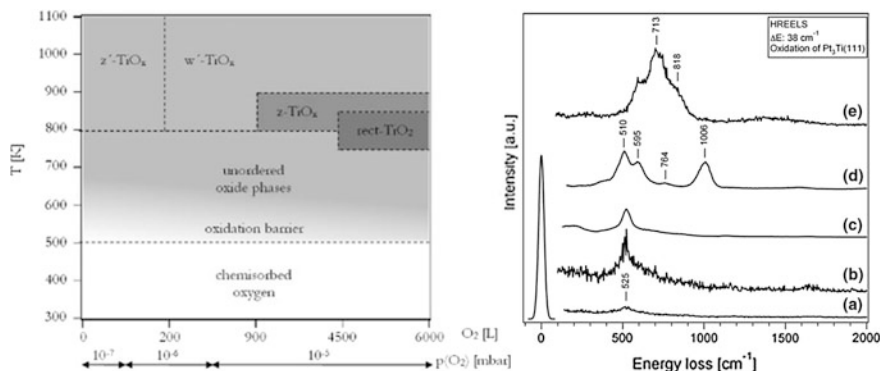 1100
1000
900
800
700
600
500
400
300
T [K]
z´-TiOₓ
w´-TiOₓ
z-TiOₓ
rect-TiO₂
unordered
oxide phases
oxidation barrier
chemisorbed
oxygen
0 200 900 4500 6000
O₂ [L]
10⁻⁷ 10⁻⁶ 10⁻⁵
p(O₂) [mbar]
HREELS
ΔE: 38 cm⁻¹
Oxidation of Pt₃Ti(111)
713
818
(e)
510
595
764
1006
(d)
(c)
(b)
525
(a)
Intensity [a.u.]
0 500 1000 1500 2000
Energy loss [cm⁻¹]